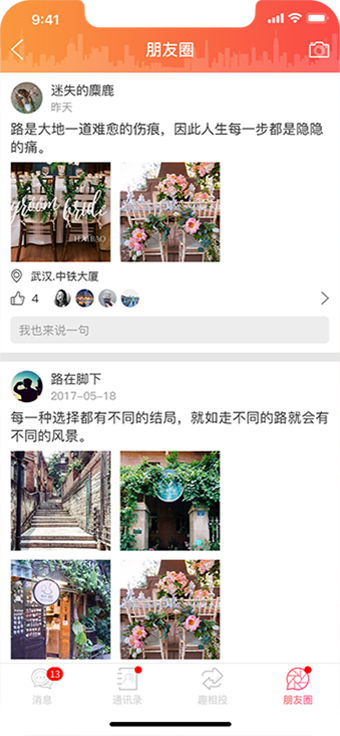 9:41
朋友圈
迷失的麋鹿
昨天
路是大地一道难愈的伤痕，因此人生每一步都是隐隐
的痛。
groom bride
HAIBAO
武汉.中铁大厦
4
我也来说一句
路在脚下
2017-05-18
每一种选择都有不同的结局，就如走不同的路就会有
不同的风景。
13
消息
通讯录
趣相投
朋友圈